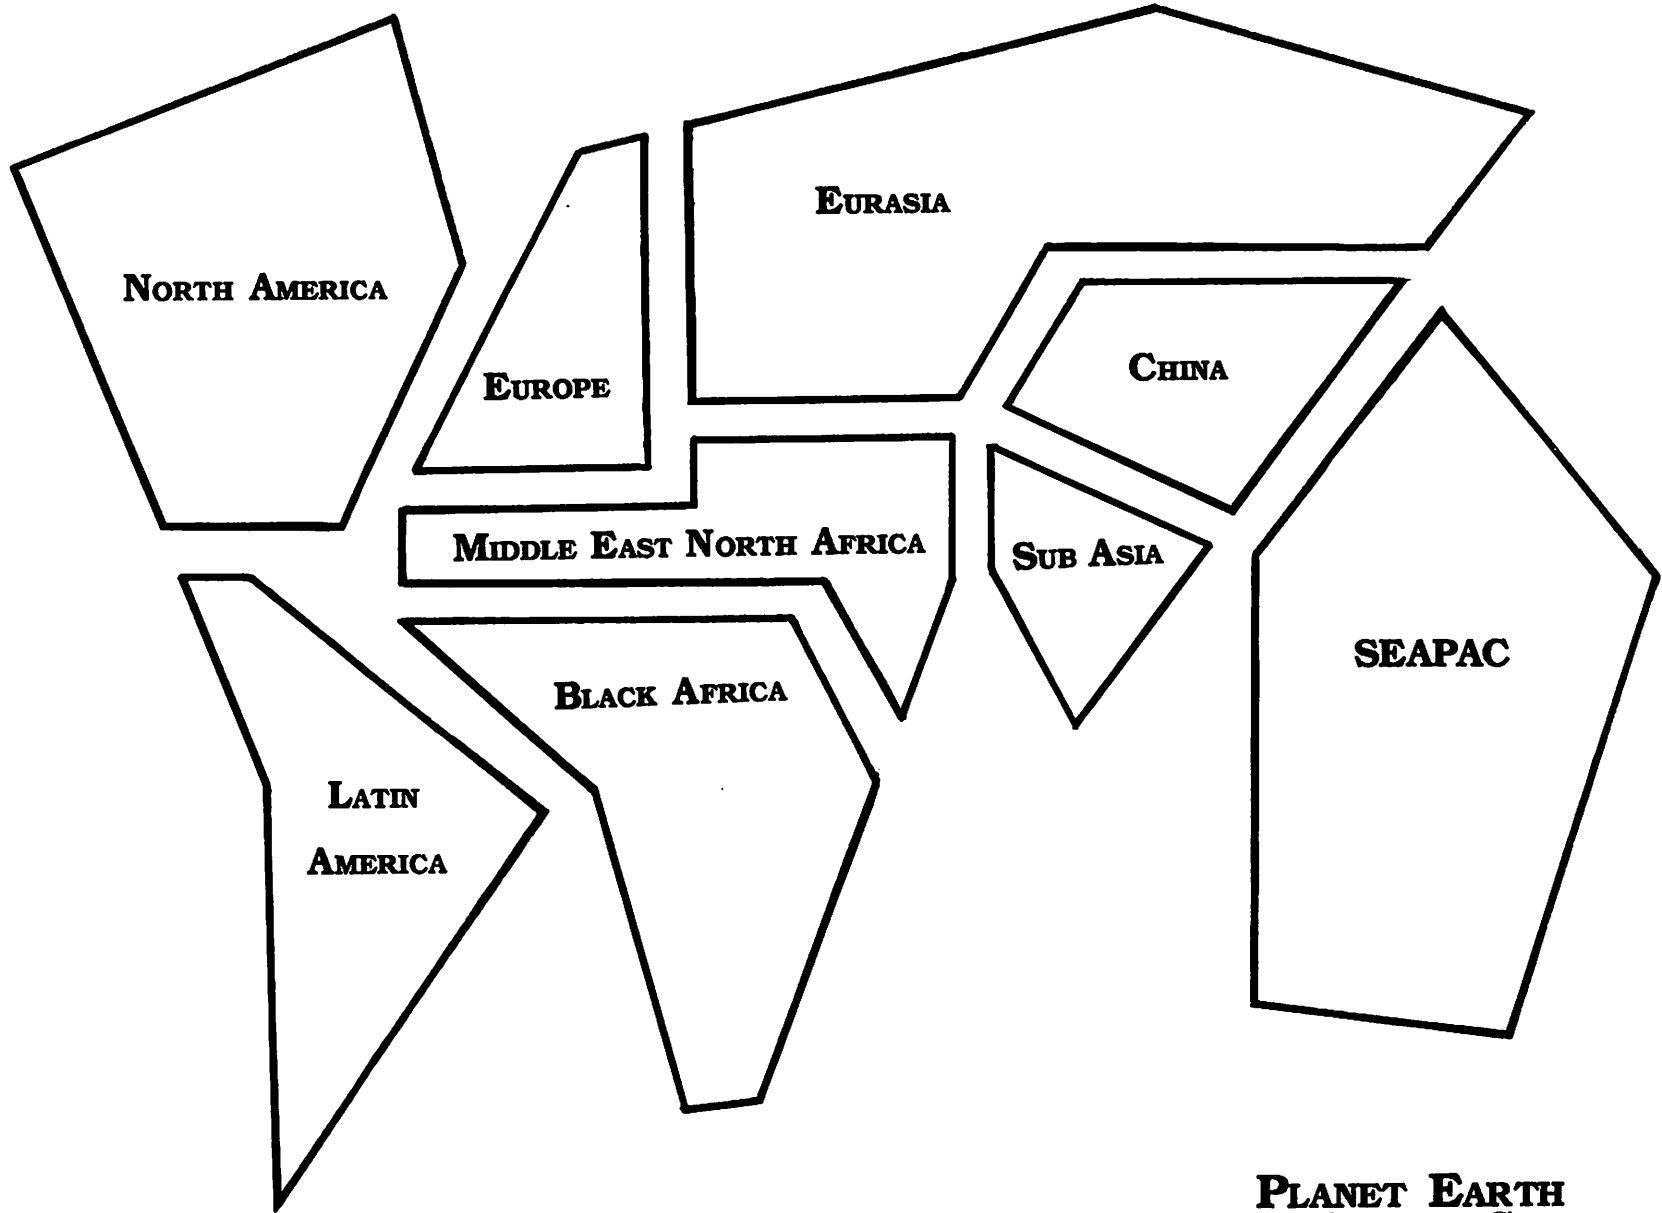 EURASIA
NORTH AMERICA
EUROPE
CHINA
MIDDLE EAST NORTH AFRICA
SUB ASIA
SEAPAC
BLACK AFRICA
LATIN
AMERICA
PLANET EARTH